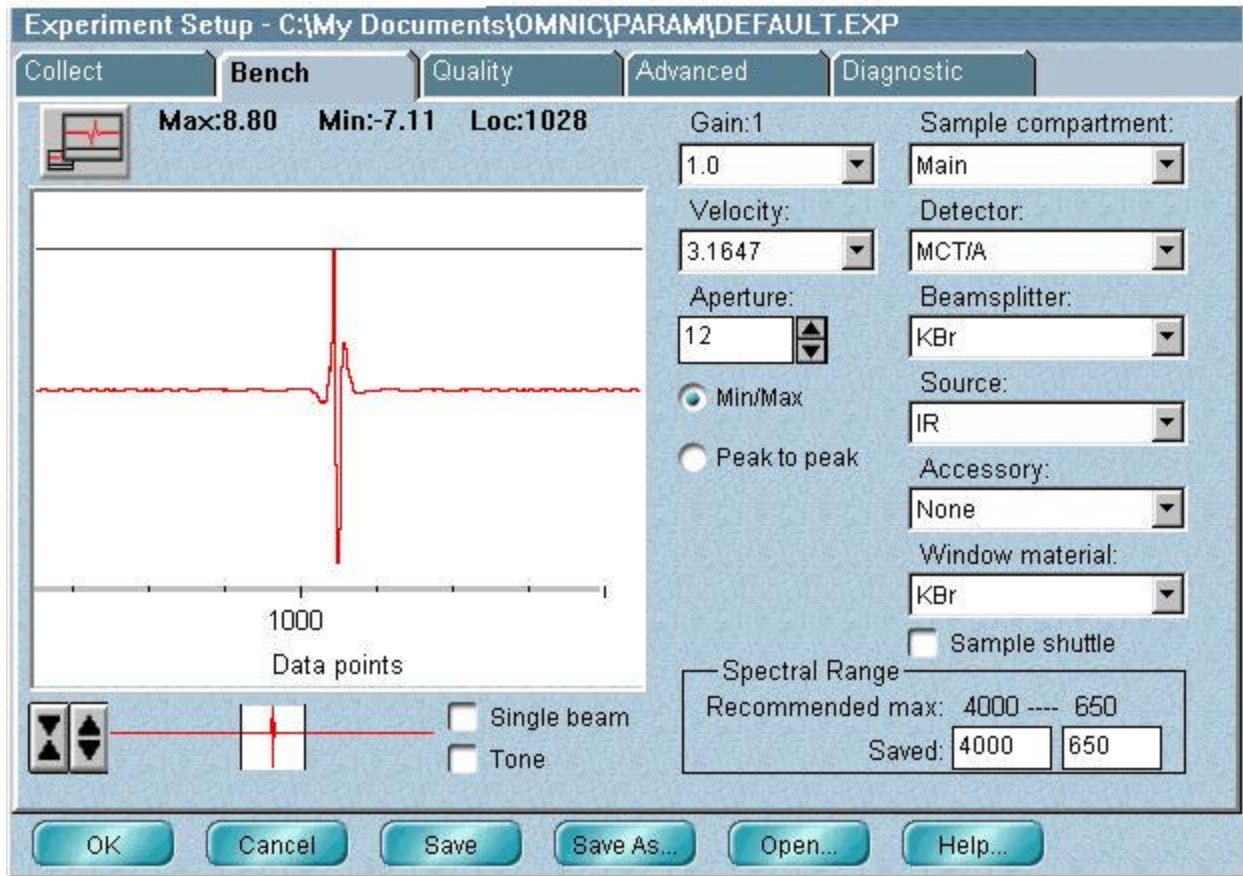 Experiment Setup - C:\My Documents\OMNIC\PARAM\DEFAULT.EXP
Collect Bench Quality Advanced Diagnostic
Max:8.80 Min:-7.11 Loc:1028
1000
Data points
Single beam
Tone
Gain:1
1.0
Velocity:
3.1647
Aperture:
12
Min/Max
Peak to peak
Sample compartment:
Main
Detector:
MCT/A
Beamsplitter:
KBr
Source:
IR
Accessory:
None
Window material:
KBr
Sample shuttle
Spectral Range
Recommended max: 4000 ---- 650
Saved: 4000 650
OK Cancel Save Save As... Open... Help...